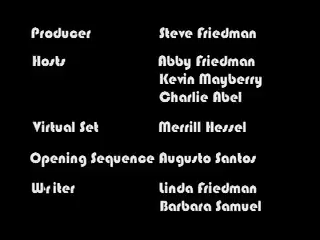 Producer Steve Friedman
Hosts Abby Friedman
Kevin Mayberry
Charlie Abel
Virtual Set Merrill Hessel
Opening Sequence Augusto Santos
Writer Linda Friedman
Barbara Samuel